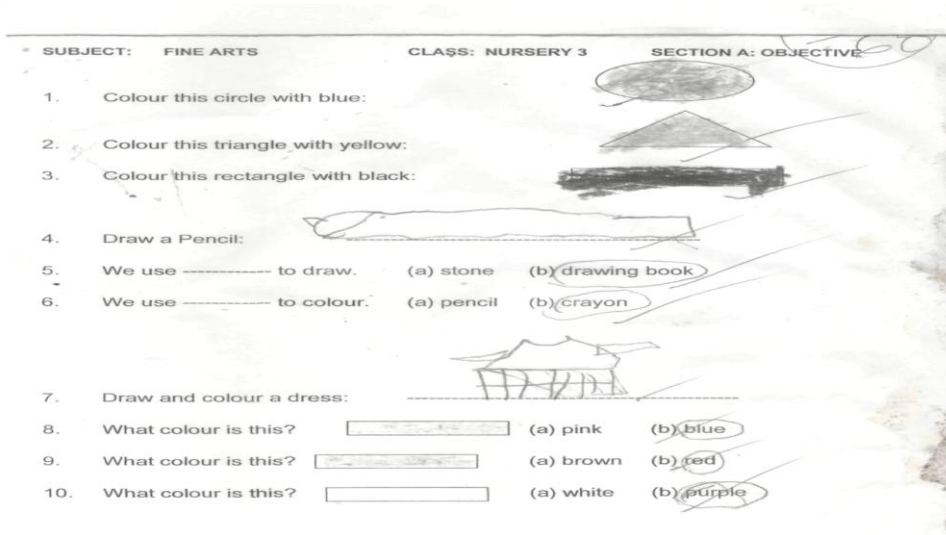 SUBJECT: FINE ARTS CLASS: NURSERY 3 SECTION A: OBJECTIVE
1. Colour this circle with blue:
2. Colour this triangle with yellow:
3. Colour this rectangle with black:
4. Draw a Pencil:
5. We use ------------ to draw. (a) stone (b) drawing book
6. We use ------------ to colour. (a) pencil (b) crayon
7. Draw and colour a dress:
8. What colour is this? (a) pink (b) blue
9. What colour is this? (a) brown (b) red
10. What colour is this? (a) white (b) purple